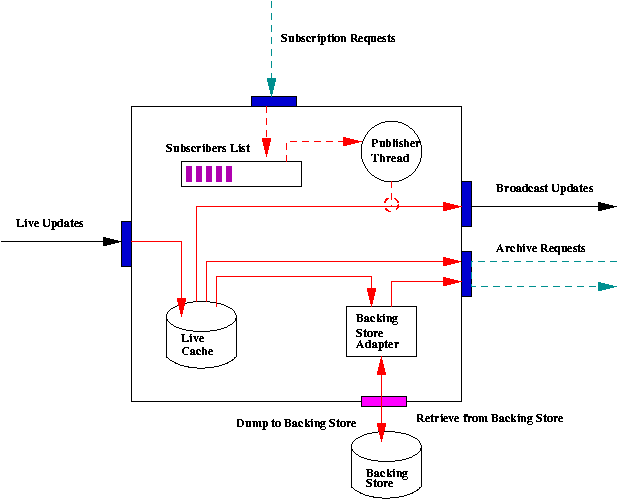 Subscription Requests
Subscribers List
Publisher
Thread
Broadcast Updates
Live Updates
Archive Requests
Live
Cache
Backing
Store
Adapter
Dump to Backing Store
Retrieve from Backing Store
Backing
Store